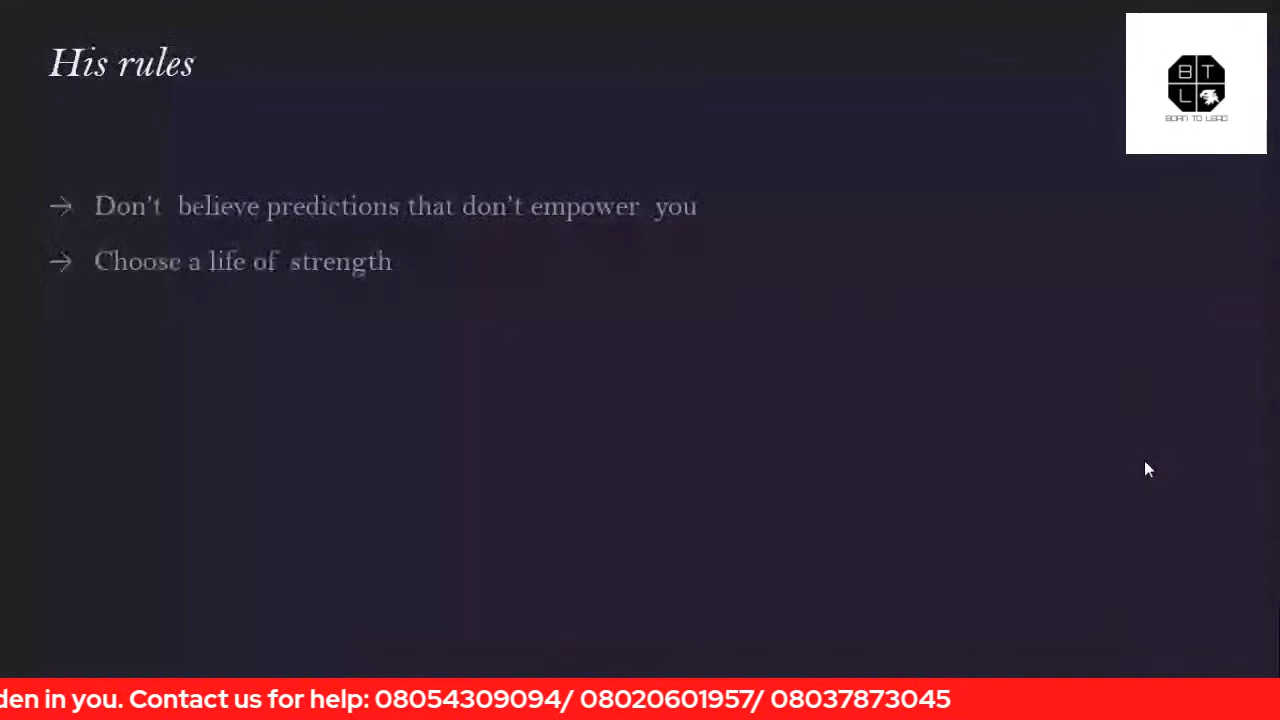 His rules
B T
L
BORN TO LEAD
→ Don't believe predictions that don't empower you
→ Choose a life of strength
den in you. Contact us for help: 08054309094/ 08020601957/ 08037873045